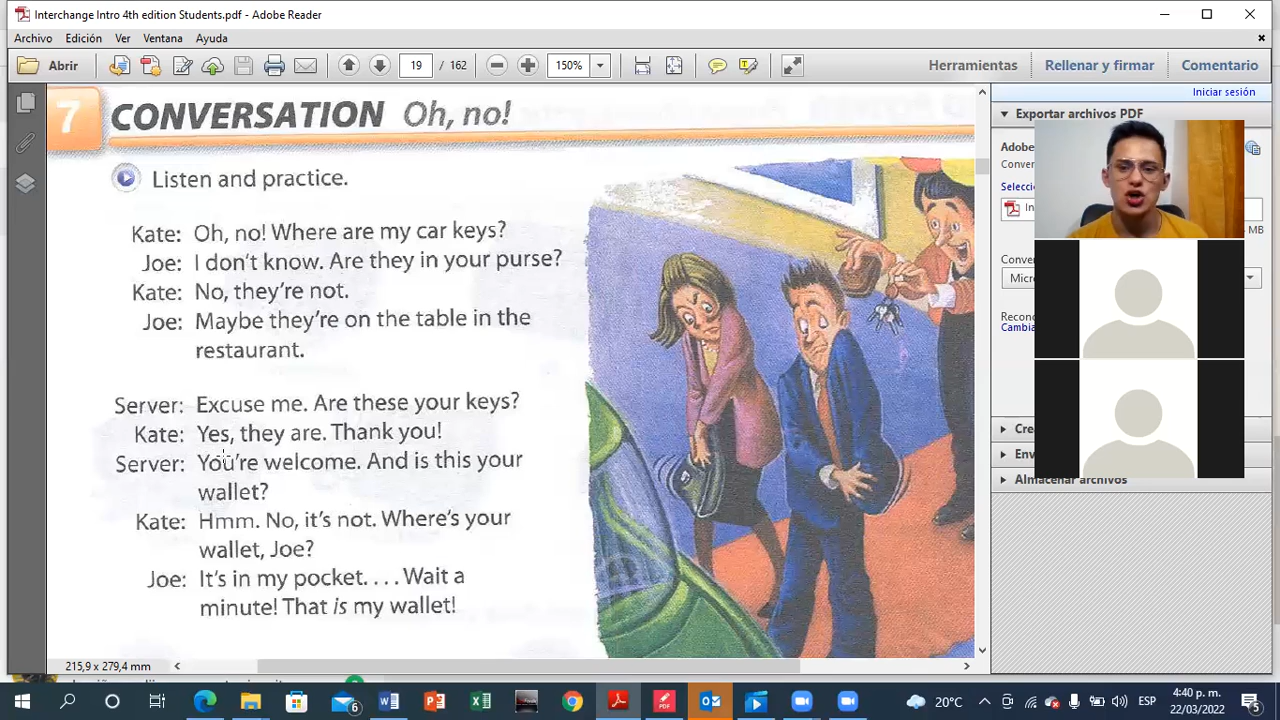 Interchange Intro 4th edition Students.pdf - Adobe Reader
Archivo Edición Ver Ventana Ayuda
Abrir 19 / 162 150% Herramientas Rellenar y firmar Comentario
Iniciar sesión
Exportar archivos PDF
7 CONVERSATION Oh, no!
Listen and practice.
Kate: Oh, no! Where are my car keys?
Joe: I don't know. Are they in your purse?
Kate: No, they're not.
Joe: Maybe they're on the table in the
restaurant.
Server: Excuse me. Are these your keys?
Kate: Yes, they are. Thank you!
Server: You're welcome. And is this your
wallet?
Kate: Hmm. No, it's not. Where's your
wallet, Joe?
Joe: It's in my pocket. . . . Wait a
minute! That is my wallet!
MB
Almacenar archivos
215,9 x 279,4 mm
6
20°C ESP 4:40 p. m.
22/03/2022 5